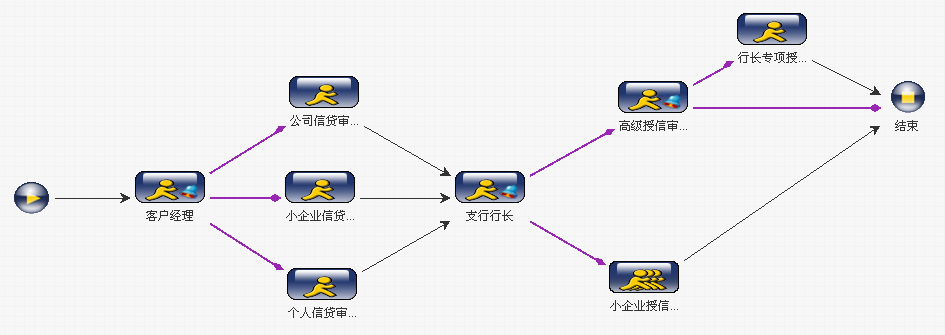 行长专项授...
公司信贷审...
高级授信审...
结束
客户经理
小企业信贷...
支行行长
个人信贷审...
小企业授信...